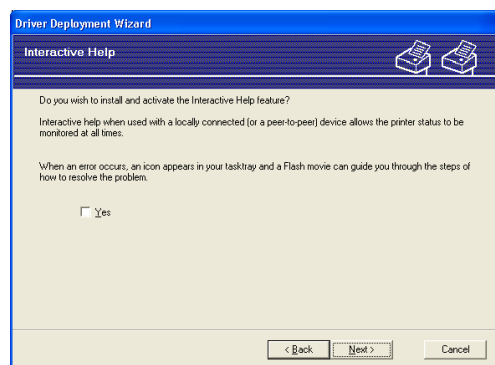 Driver Deployment Wizard
Interactive Help
Do you wish to install and activate the Interactive Help feature?
Interactive help when used with a locally connected (or a peer-to-peer) device allows the printer status to be
monitored at all times.
When an error occurs, an icon appears in your tasktray and a Flash movie can guide you through the steps of
how to resolve the problem.
Yes
< Back
Next >
Cancel